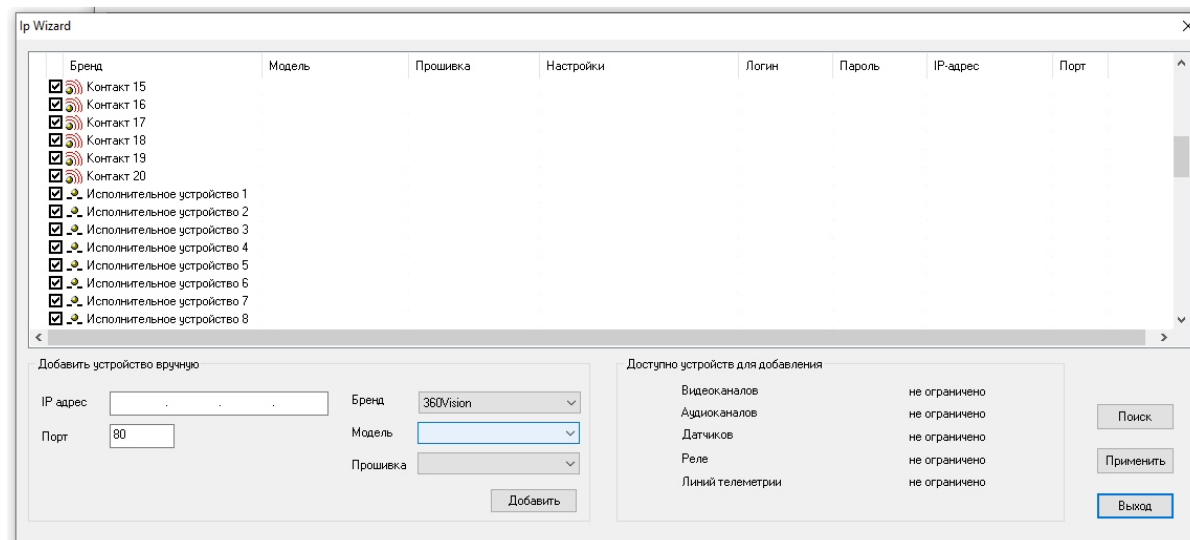 Ip Wizard
Бренд Модель Прошивка Настройки Логин Пароль IP-адрес Порт
Контакт 15
Контакт 16
Контакт 17
Контакт 18
Контакт 19
Контакт 20
Исполнительное устройство 1
Исполнительное устройство 2
Исполнительное устройство 3
Исполнительное устройство 4
Исполнительное устройство 5
Исполнительное устройство 6
Исполнительное устройство 7
Исполнительное устройство 8
Добавить устройство вручную
IP адрес . . .
Порт 80
Бренд 360Vision
Модель
Прошивка
Добавить
Доступно устройств для добавления
Видеоканалов не ограничено
Аудиоканалов не ограничено
Датчиков не ограничено
Реле не ограничено
Линий телеметрии не ограничено
Поиск
Применить
Выход